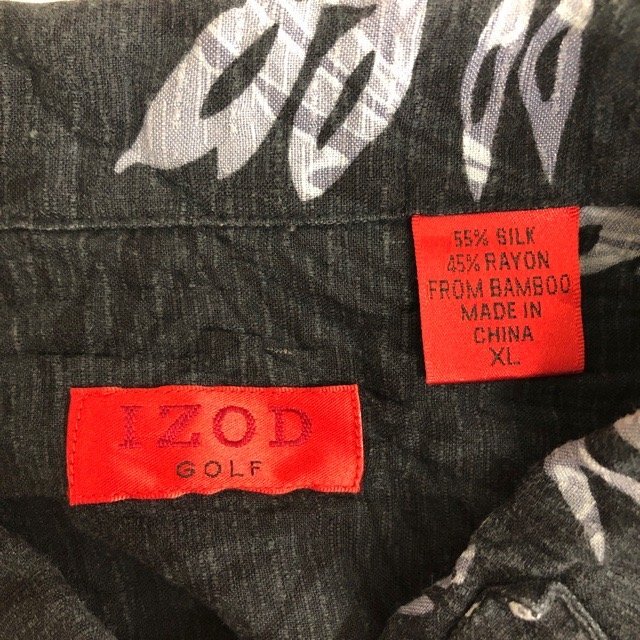 55% SILK
45% RAYON
FROM BAMBOO
MADE IN
CHINA
XL
IZOD
GOLF